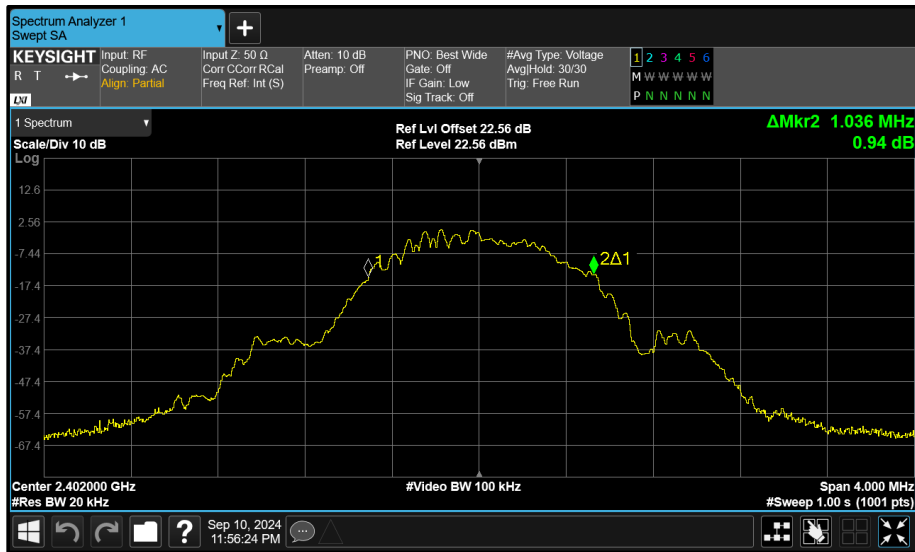 Spectrum Analyzer 1
Swept SA
+
KEYSIGHT
R T
LXI
Input: RF
Coupling: AC
Align: Partial
Input Z: 50 Ω
Corr CCorr RCal
Freq Ref: Int (S)
Atten: 10 dB
Preamp: Off
PNO: Best Wide
Gate: Off
IF Gain: Low
Sig Track: Off
#Avg Type: Voltage
Avg|Hold: 30/30
Trig: Free Run
1 2 3 4 5 6
M W W W W W
P N N N N N
1 Spectrum
Scale/Div 10 dB
Log
Ref Lvl Offset 22.56 dB
Ref Level 22.56 dBm
ΔMkr2 1.036 MHz
0.94 dB
12.6
2.56
-7.44
-17.4
-27.4
-37.4
-47.4
-57.4
-67.4
1
2Δ1
Center 2.402000 GHz
#Res BW 20 kHz
#Video BW 100 kHz
Span 4.000 MHz
#Sweep 1.00 s (1001 pts)
?
Sep 10, 2024
11:56:24 PM